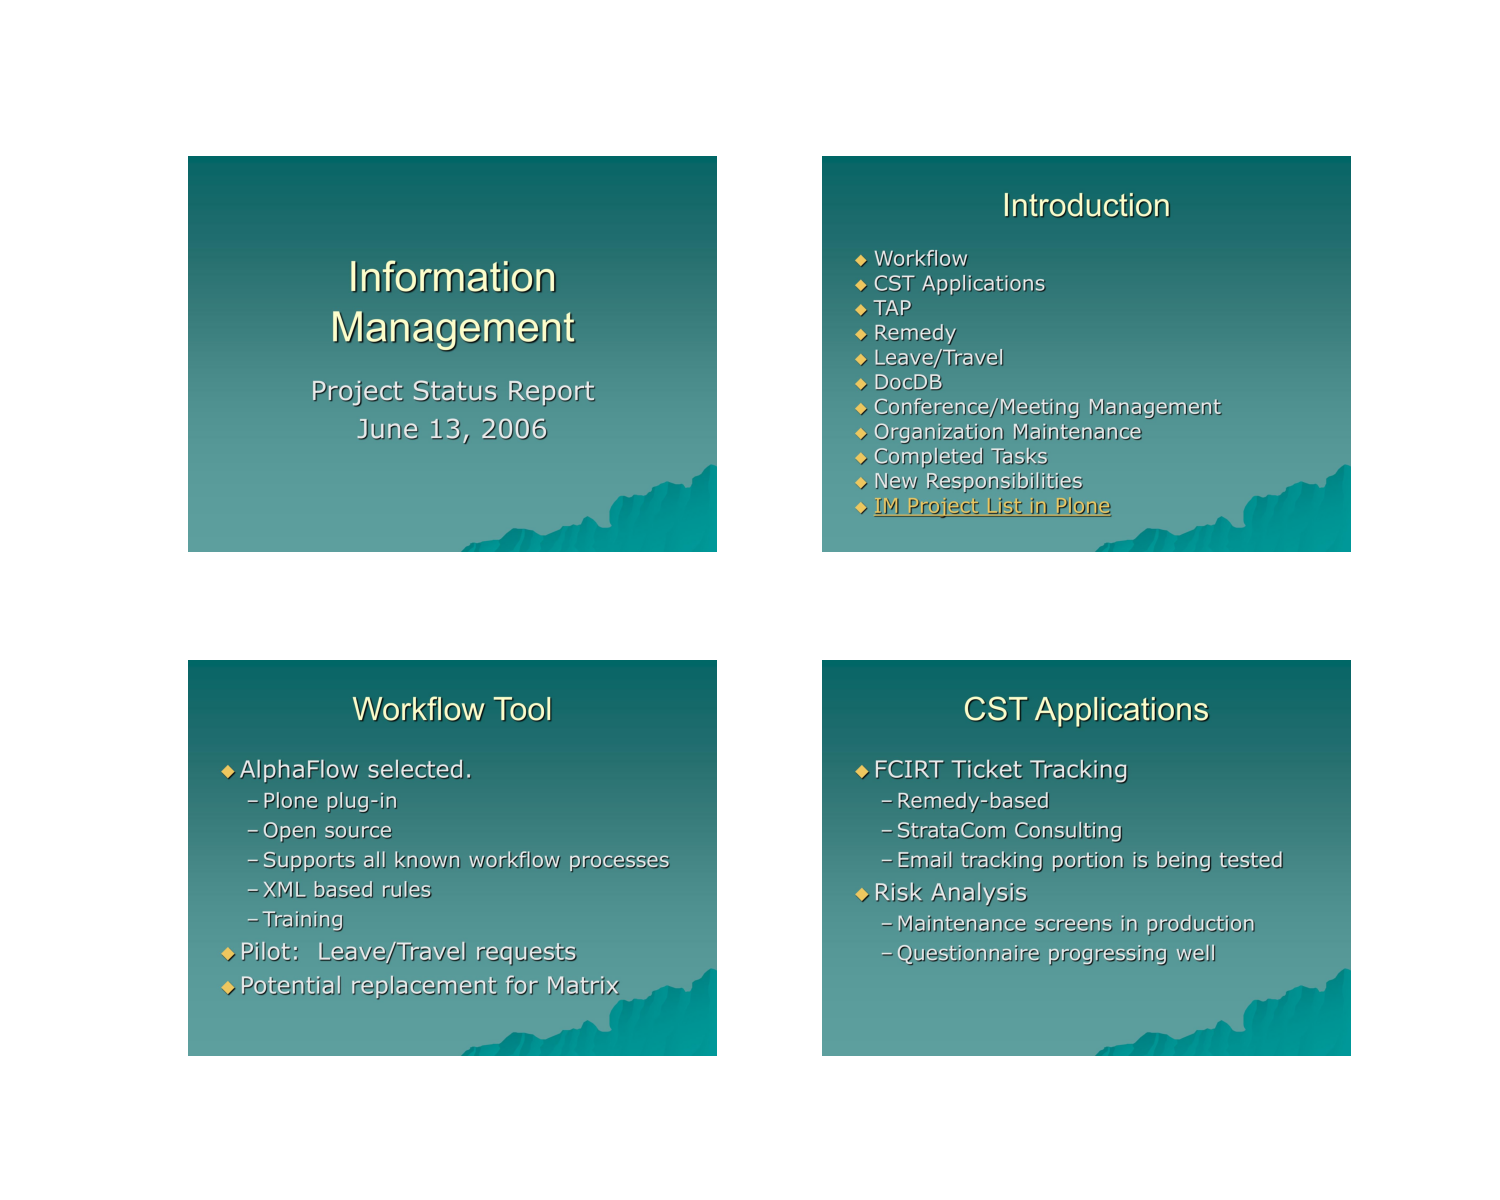 Information
Management
Project Status Report
June 13, 2006
Introduction
◆ Workflow
◆ CST Applications
◆ TAP
◆ Remedy
◆ Leave/Travel
◆ DocDB
◆ Conference/Meeting Management
◆ Organization Maintenance
◆ Completed Tasks
◆ New Responsibilities
◆ IM Project List in Plone
Workflow Tool
◆ AlphaFlow selected.
– Plone plug-in
– Open source
– Supports all known workflow processes
– XML based rules
– Training
◆ Pilot:  Leave/Travel requests
◆ Potential replacement for Matrix
CST Applications
◆ FCIRT Ticket Tracking
– Remedy-based
– StrataCom Consulting
– Email tracking portion is being tested
◆ Risk Analysis
– Maintenance screens in production
– Questionnaire progressing well